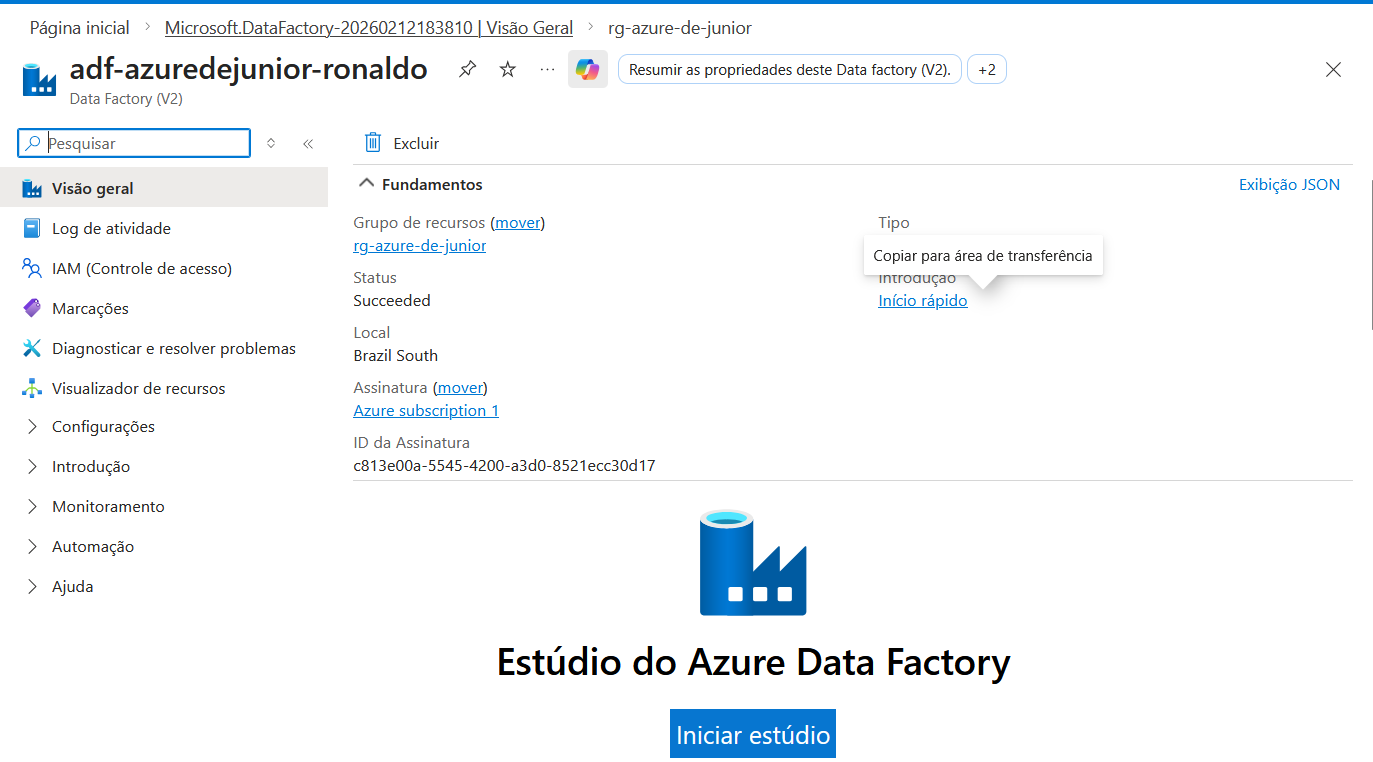 Página inicial > Microsoft.DataFactory-20260212183810 | Visão Geral > rg-azure-de-junior
adf-azuredejunior-ronaldo
Resumir as propriedades deste Data factory (V2).
+2
Data Factory (V2)
Pesquisar
Excluir
Visão geral
Log de atividade
IAM (Controle de acesso)
Marcações
Diagnosticar e resolver problemas
Visualizador de recursos
Configurações
Introdução
Monitoramento
Automação
Ajuda
Fundamentos
Exibição JSON
Grupo de recursos (mover)
rg-azure-de-junior
Status
Succeeded
Local
Brazil South
Assinatura (mover)
Azure subscription 1
ID da Assinatura
c813e00a-5545-4200-a3d0-8521ecc30d17
Tipo
Copiar para área de transferência
Introdução
Início rápido
Estúdio do Azure Data Factory
Iniciar estúdio